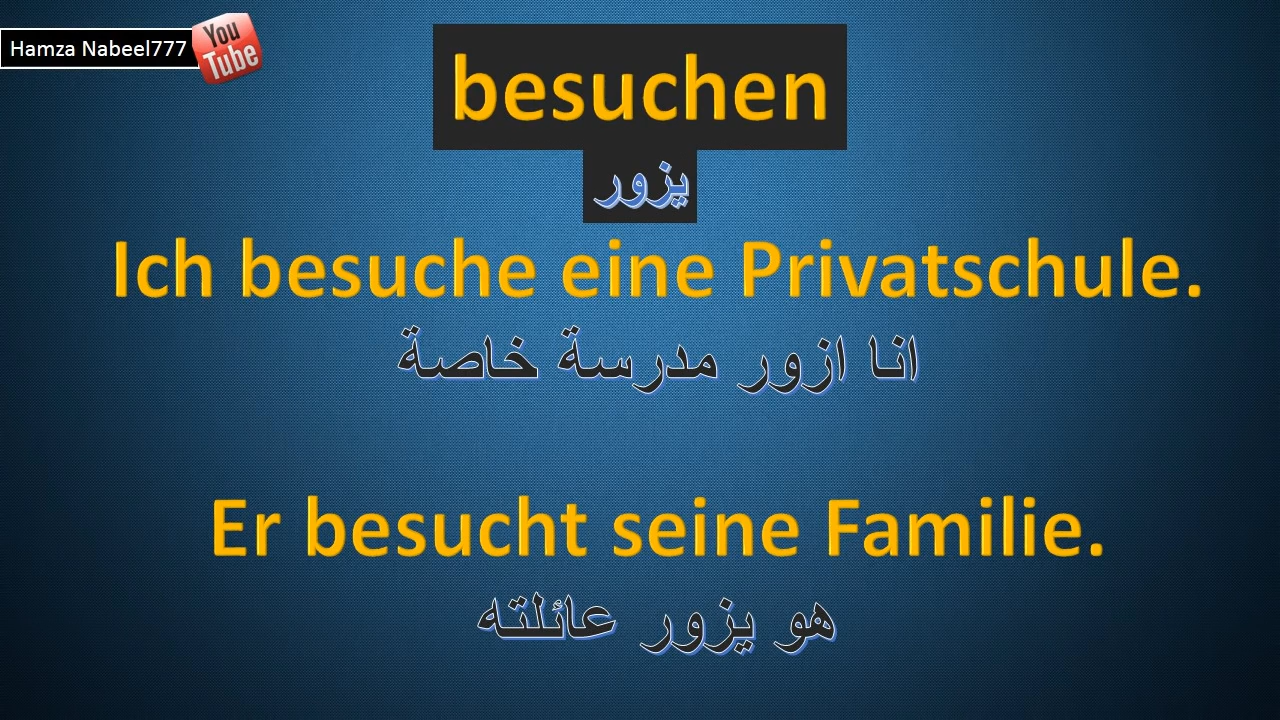 Hamza Nabeel777
You
Tube
besuchen
يزور
Ich besuche eine Privatschule.
انا ازور مدرسة خاصة
Er besucht seine Familie.
هو يزور عائلته